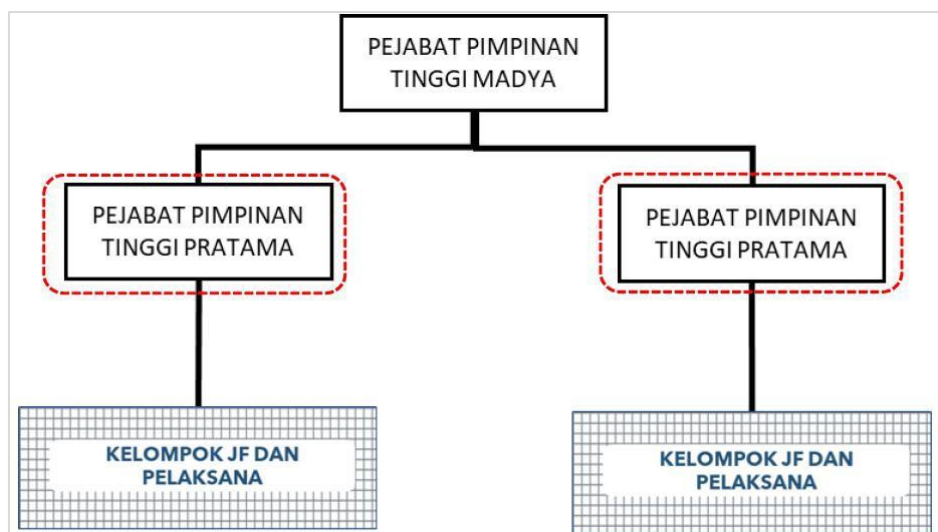 PEJABAT PIMPINAN
TINGGI MADYA
PEJABAT PIMPINAN
TINGGI PRATAMA
PEJABAT PIMPINAN
TINGGI PRATAMA
KELOMPOK JF DAN
PELAKSANA
KELOMPOK JF DAN
PELAKSANA